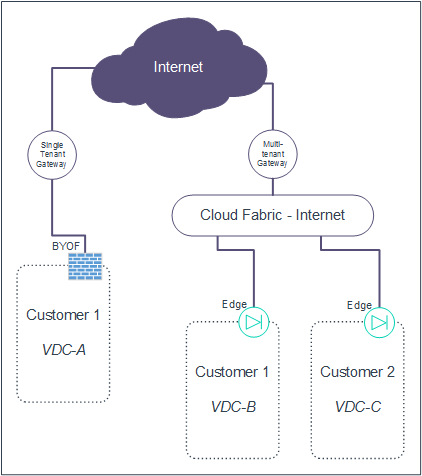 Internet
Single
Tenant
Gateway
Multi-
tenant
Gateway
Cloud Fabric - Internet
BYOF
Customer 1
VDC-A
Edge
Customer 1
VDC-B
Edge
Customer 2
VDC-C